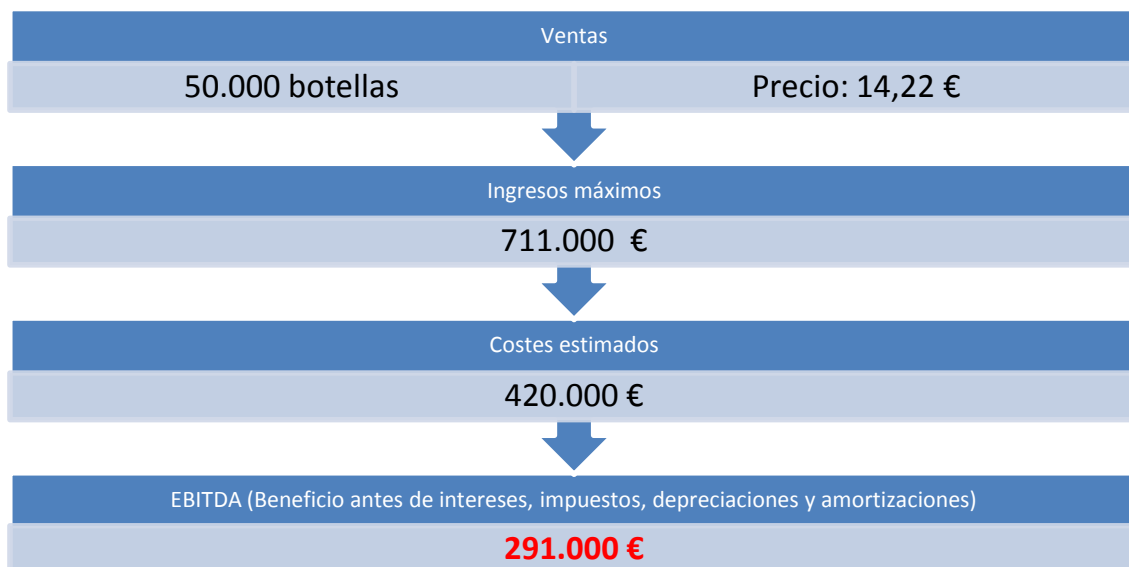 Ventas
50.000 botellas
Precio: 14,22 €
Ingresos máximos
711.000 €
Costes estimados
420.000 €
EBITDA (Beneficio antes de intereses, impuestos, depreciaciones y amortizaciones)
291.000 €